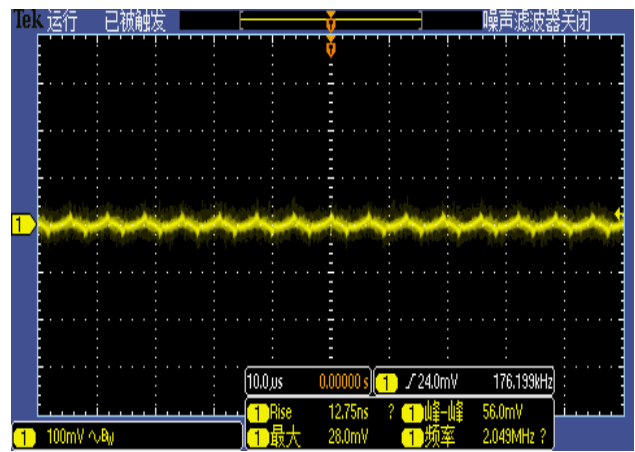 Tek 运行 已被触发 噪声滤波器关闭
1
10.0µs 0.00000 s 1 24.0mV 176.199kHz
1 Rise 12.75ns ? 1 峰-峰 56.0mV
1 100mV BW 1 最大 28.0mV 1 频率 2.049MHz ?